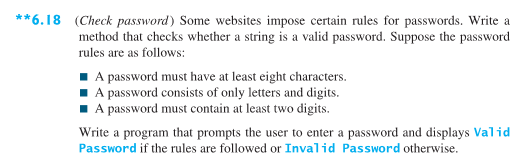 **6.18 (Check password) Some websites impose certain rules for passwords. Write a
method that checks whether a string is a valid password. Suppose the password
rules are as follows:
■ A password must have at least eight characters.
■ A password consists of only letters and digits.
■ A password must contain at least two digits.
Write a program that prompts the user to enter a password and displays Valid
Password if the rules are followed or Invalid Password otherwise.